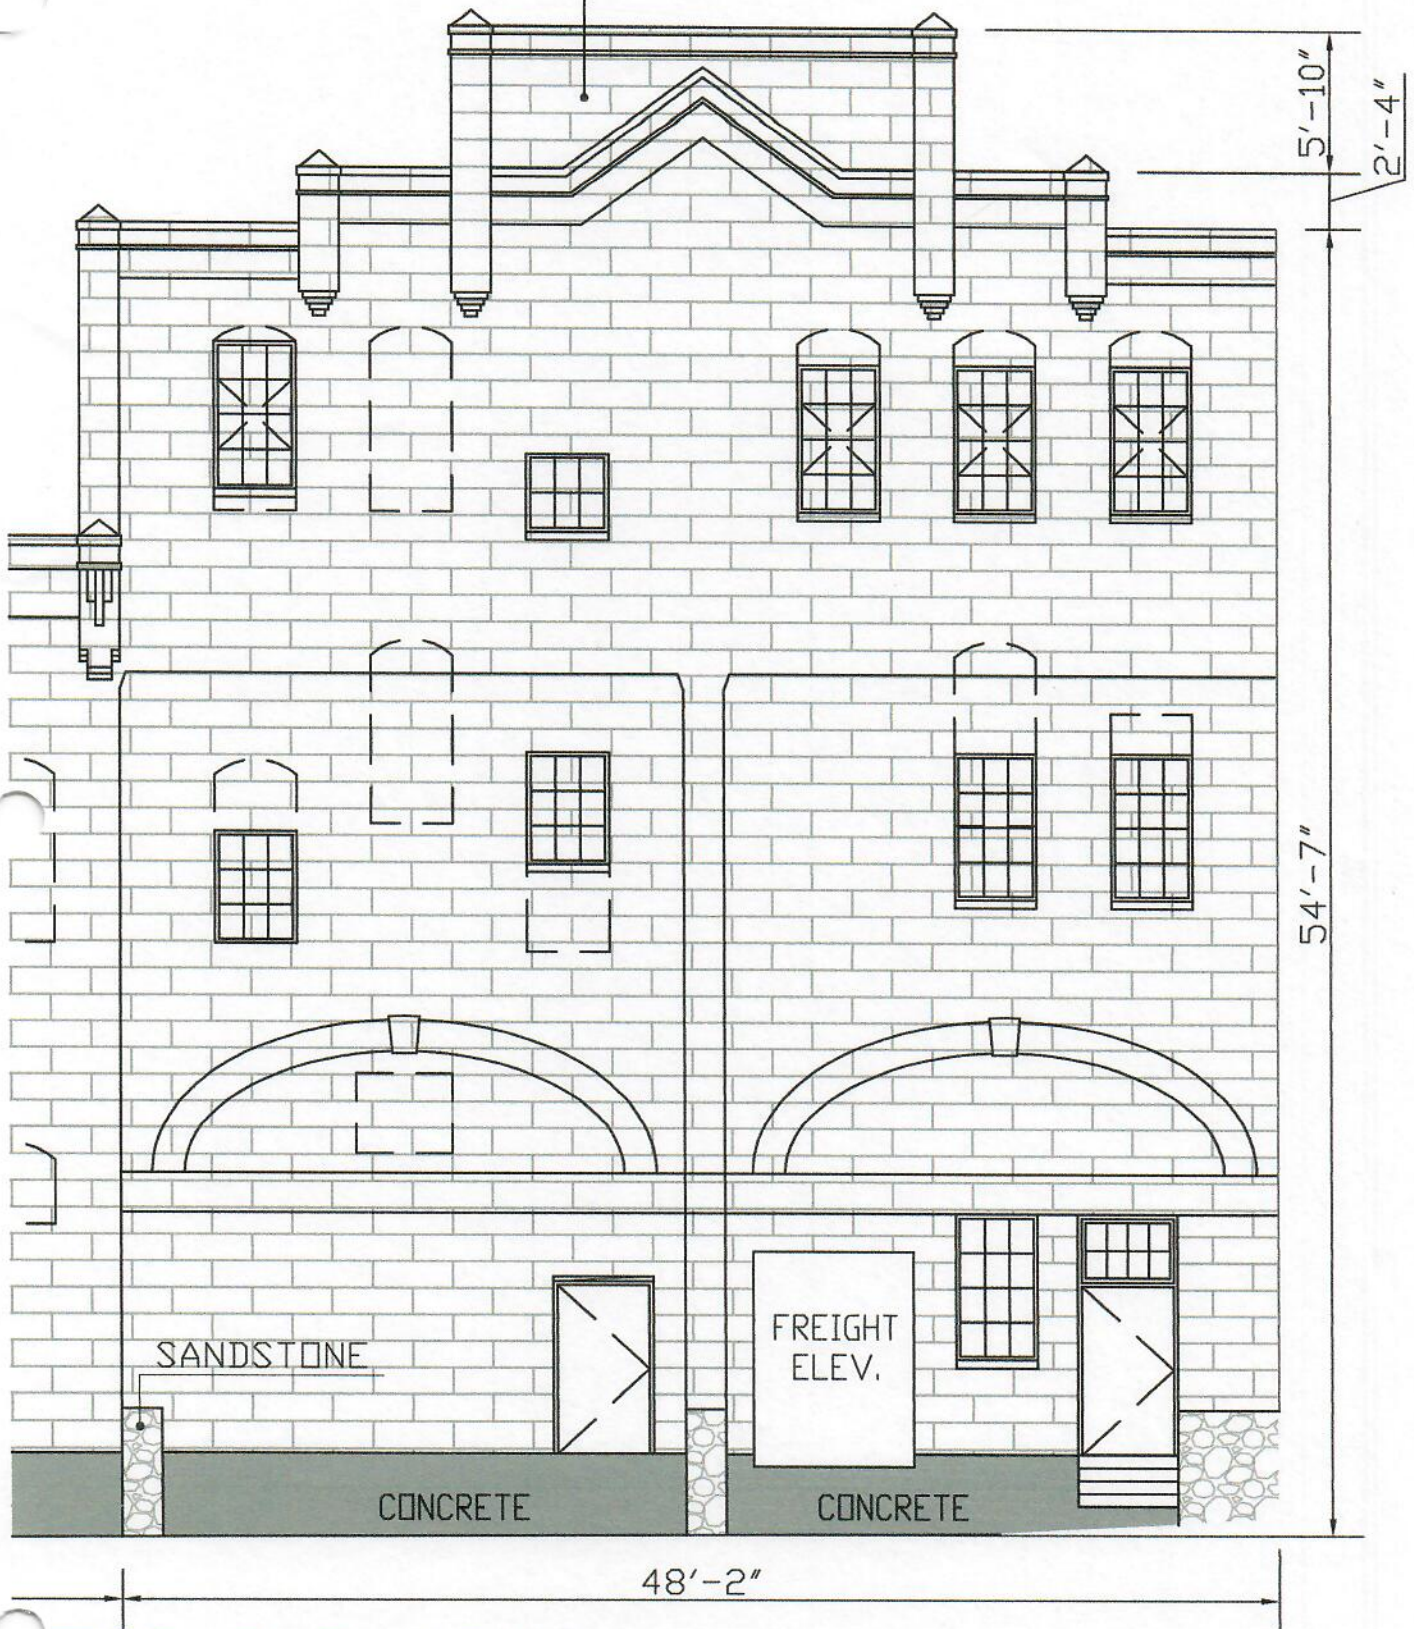 5'-10"
2'-4"
54'-7"
FREIGHT
ELEV.
SANDSTONE
CONCRETE
CONCRETE
48'-2"